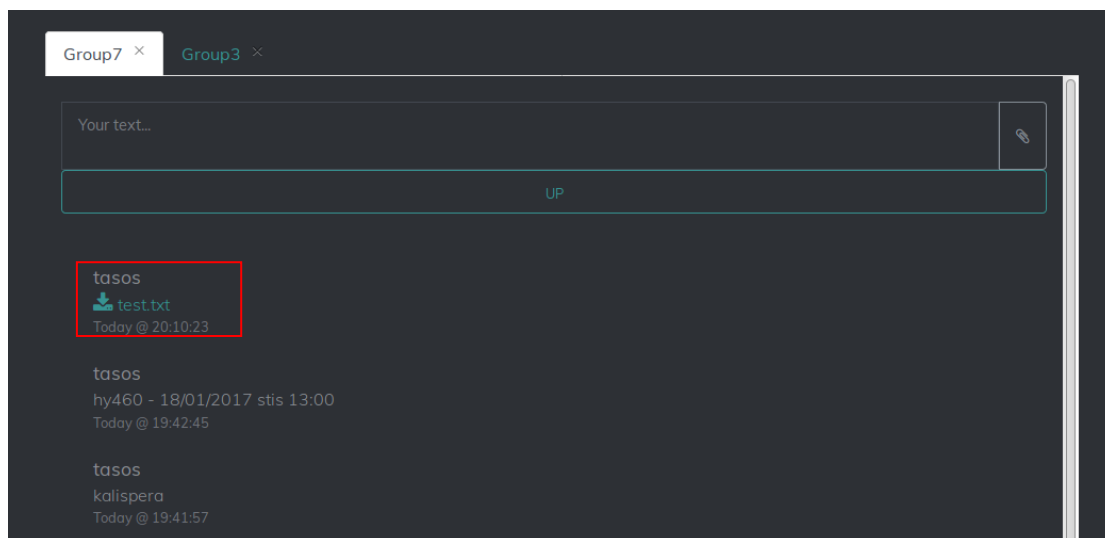 Group7 × Group3 ×
Your text...
UP
tasos
test.txt
Today @ 20:10:23
tasos
hy460 - 18/01/2017 stis 13:00
Today @ 19:42:45
tasos
kalispera
Today @ 19:41:57